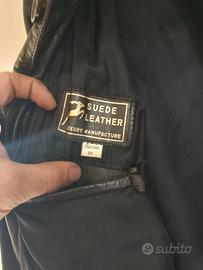 SUEDE
LEATHER
LUXURY MANUFACTURE
54
subito